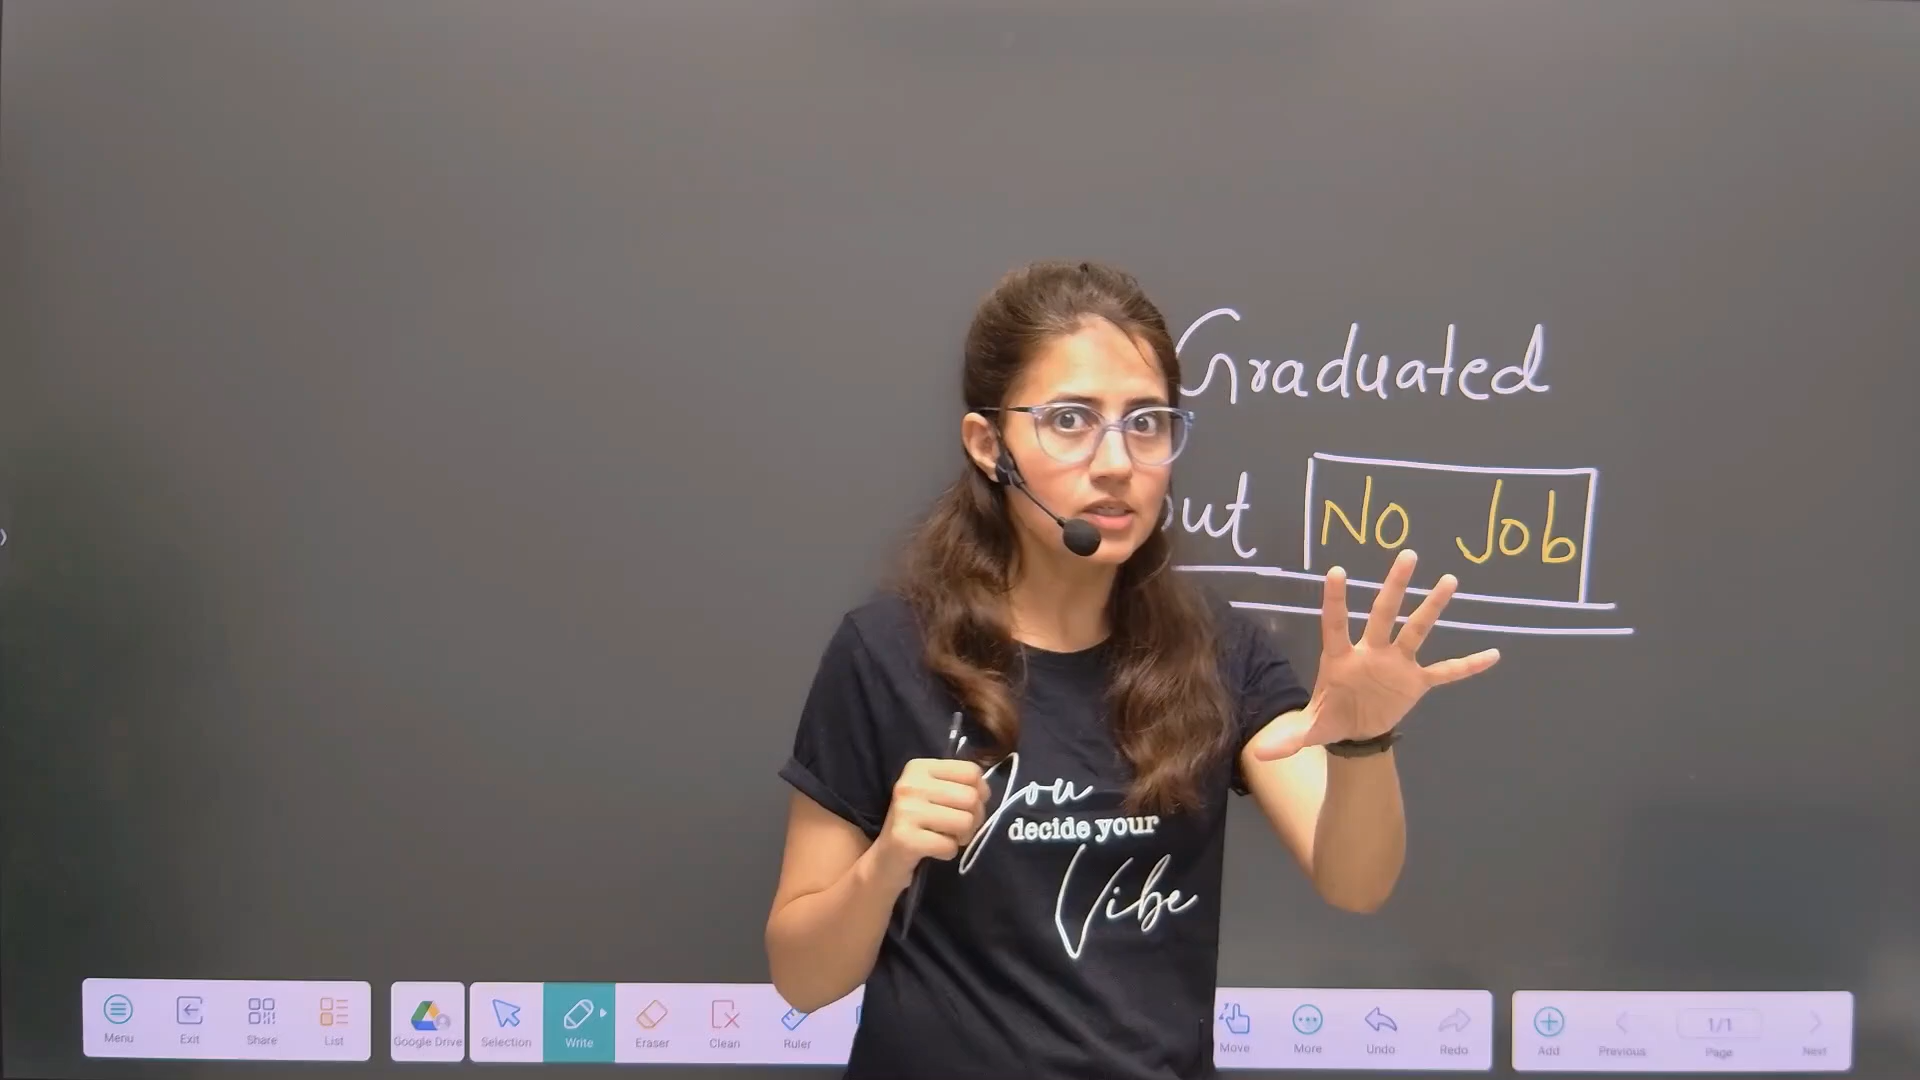 Graduated
but No Job
You
decide your
Vibe
Menu Exit Share List Google Drive Selection Write Eraser Clean Ruler Move More Undo Redo Add Previous 1/1 Page Next